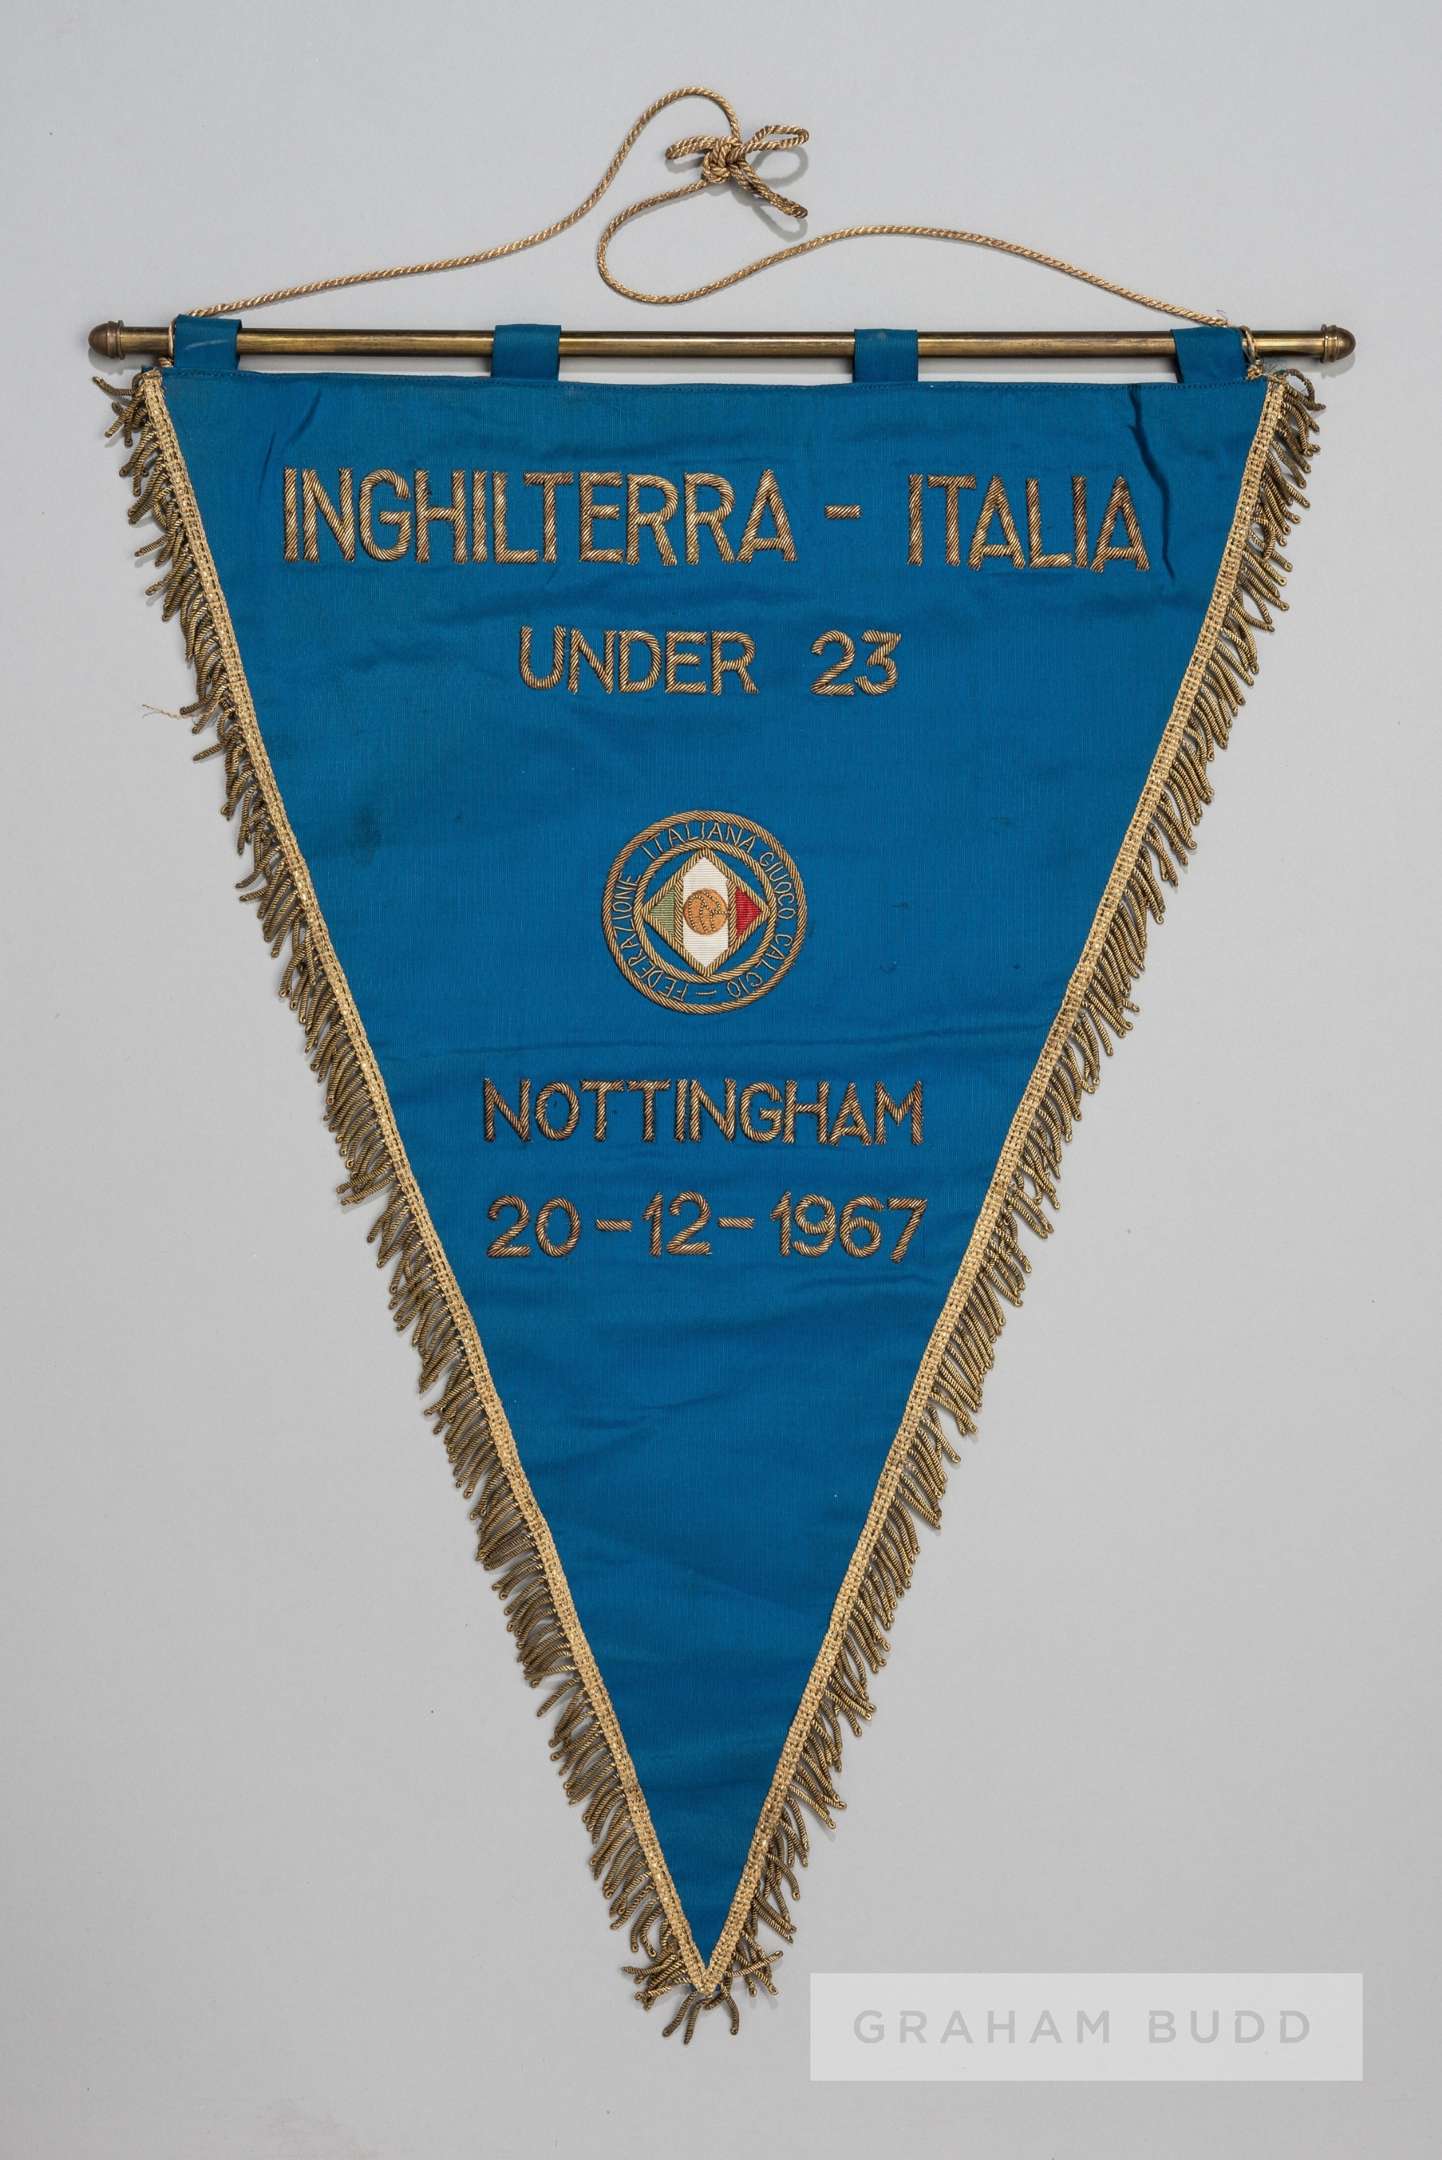 INGHILTERRA - ITALIA
UNDER 23
FEDERAZIONE ITALIANA GIUOCO CALCIO -
NOTTINGHAM
20-12-1967
GRAHAM BUDD